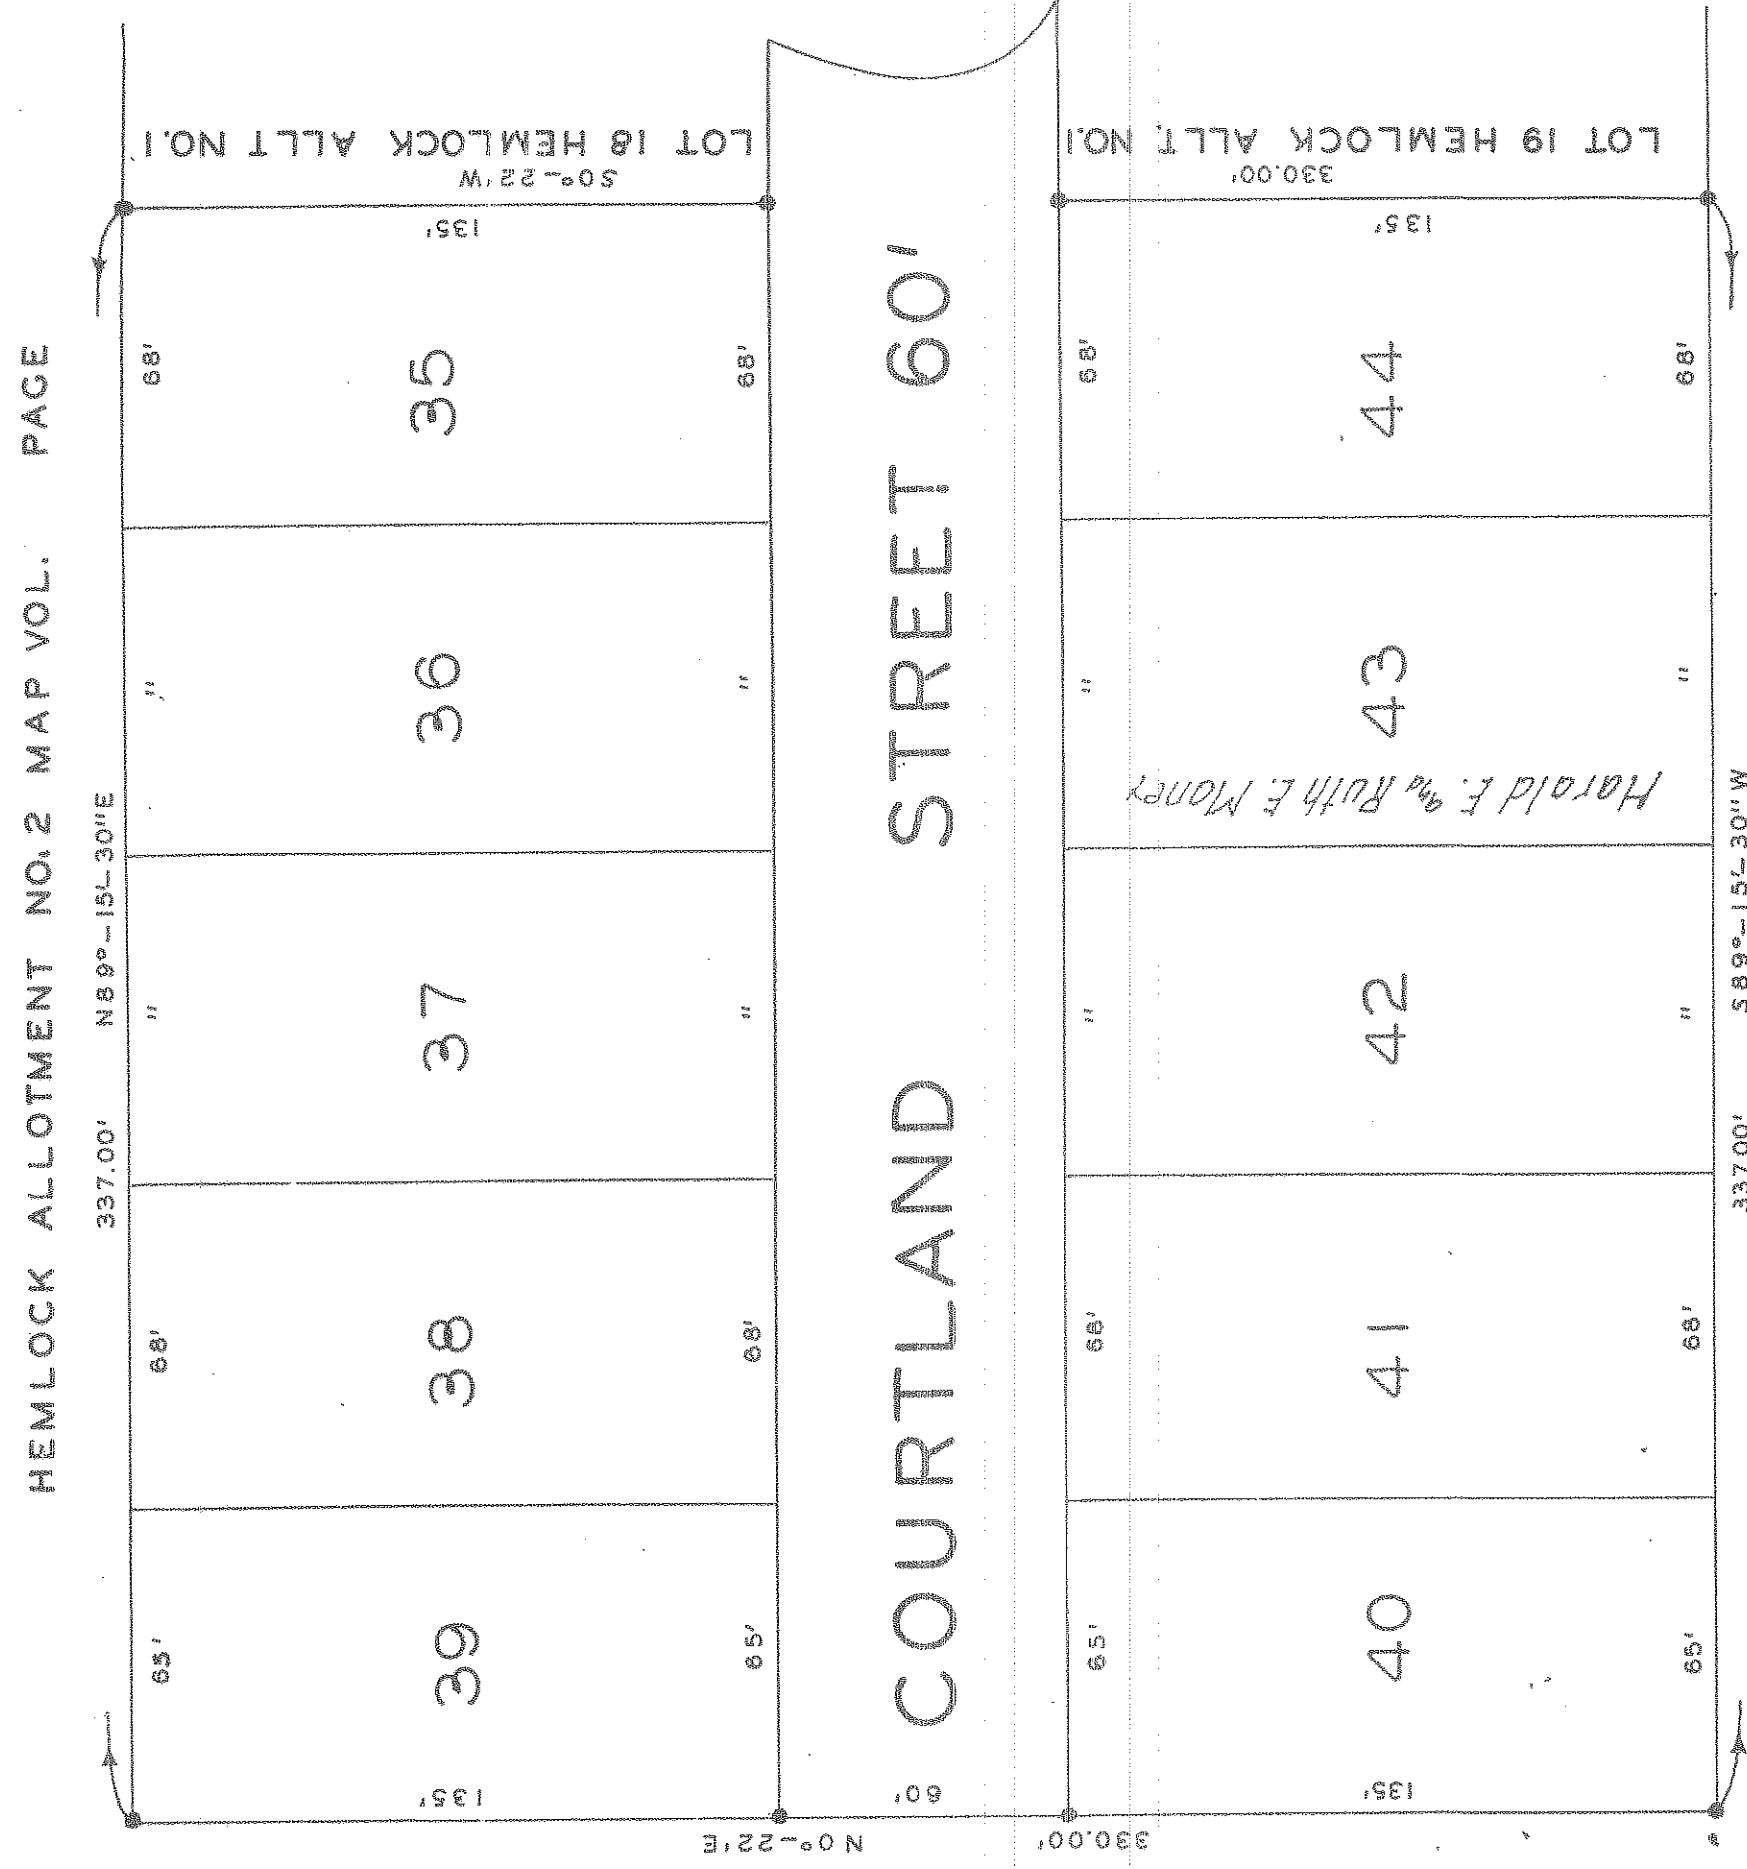 HEMLOCK ALLOTMENT NO. 2 MAP VOL. PAGE
337.00' N89°-15'-30"E
LOT 18 HEMLOCK ALLT NO.1
S0°-22'W
135'
LOT 19 HEMLOCK ALLT. NO.1
330.00'
135'
65' 68' " " 68'
39 38 37 36 35
65' 68' " " 68'
60' COURTLAND STREET 60'
65' 68' " " 68'
40 41 42 43 44
Harold E. and Ruth E. Money
65' 68' " " 68'
337.00' S89°-15'-30"W
135'
N0°-22'E
330.00'
135'